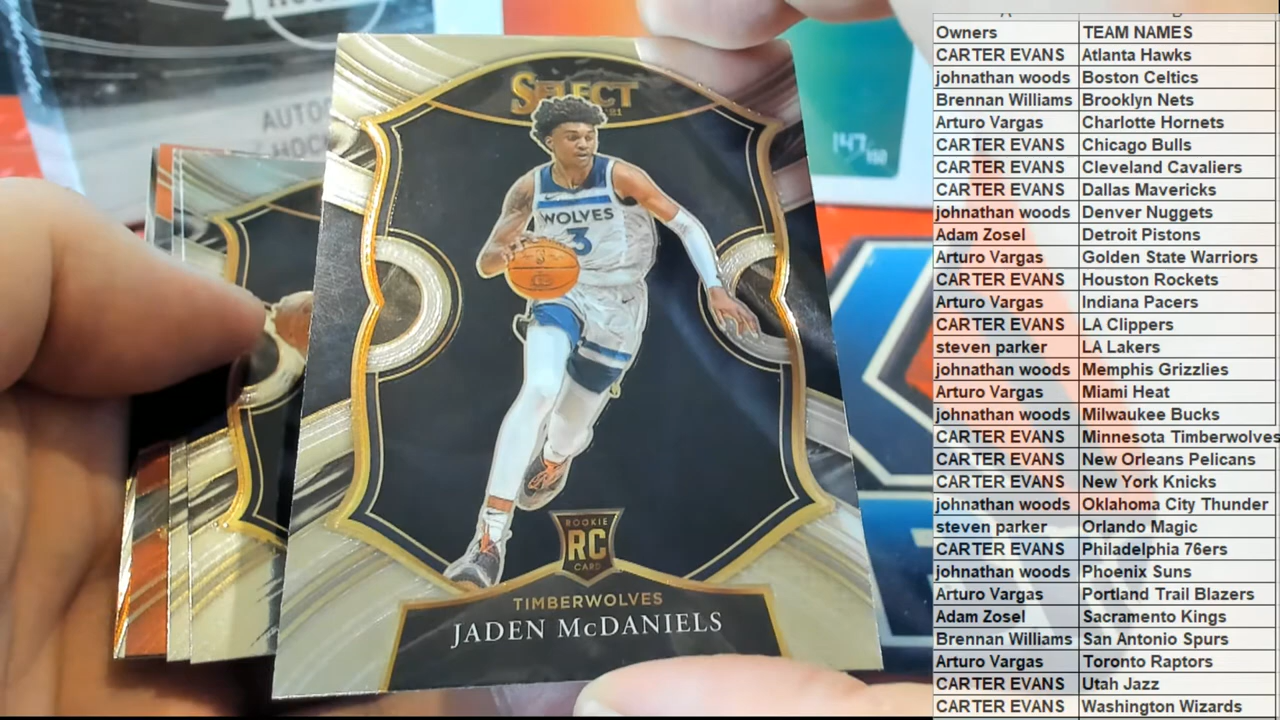 AUTO
HOCK
147
SELECT
WOLVES
3
ROOKIE
RC
CARD
TIMBERWOLVES
JADEN McDANIELS
Owners TEAM NAMES
CARTER EVANS Atlanta Hawks
johnathan woods Boston Celtics
Brennan Williams Brooklyn Nets
Arturo Vargas Charlotte Hornets
CARTER EVANS Chicago Bulls
CARTER EVANS Cleveland Cavaliers
CARTER EVANS Dallas Mavericks
johnathan woods Denver Nuggets
Adam Zosel Detroit Pistons
Arturo Vargas Golden State Warriors
CARTER EVANS Houston Rockets
Arturo Vargas Indiana Pacers
CARTER EVANS LA Clippers
steven parker LA Lakers
johnathan woods Memphis Grizzlies
Arturo Vargas Miami Heat
johnathan woods Milwaukee Bucks
CARTER EVANS Minnesota Timberwolves
CARTER EVANS New Orleans Pelicans
CARTER EVANS New York Knicks
johnathan woods Oklahoma City Thunder
steven parker Orlando Magic
CARTER EVANS Philadelphia 76ers
johnathan woods Phoenix Suns
Arturo Vargas Portland Trail Blazers
Adam Zosel Sacramento Kings
Brennan Williams San Antonio Spurs
Arturo Vargas Toronto Raptors
CARTER EVANS Utah Jazz
CARTER EVANS Washington Wizards